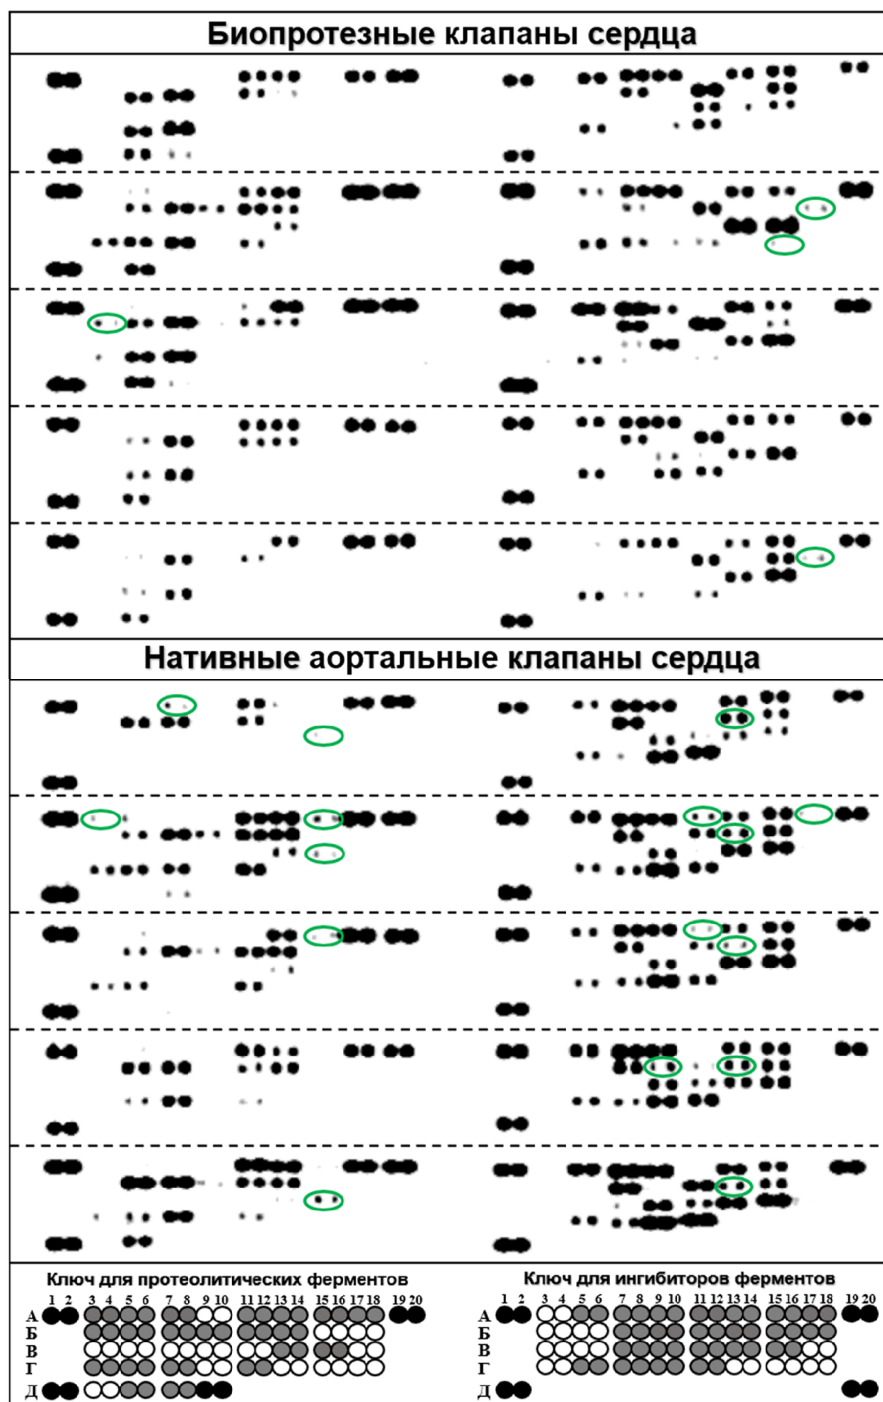 Биопротезные клапаны сердца
Нативные аортальные клапаны сердца
Ключ для протеолитических ферментов
1 2 3 4 5 6 7 8 9 10 11 12 13 14 15 16 17 18 19 20
А
Б
В
Г
Д
Ключ для ингибиторов ферментов
1 2 3 4 5 6 7 8 9 10 11 12 13 14 15 16 17 18 19 20
А
Б
В
Г
Д